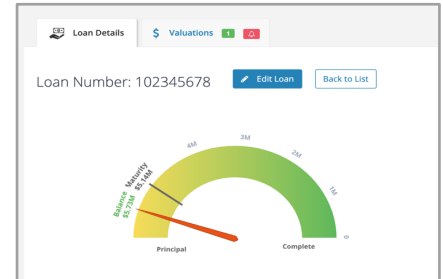 Loan Details
$ Valuations 1
Loan Number: 102345678
Edit Loan
Back to List
4M
3M
2M
1M
0
Maturity
$5.14M
Balance
$5.73M
Principal
Complete